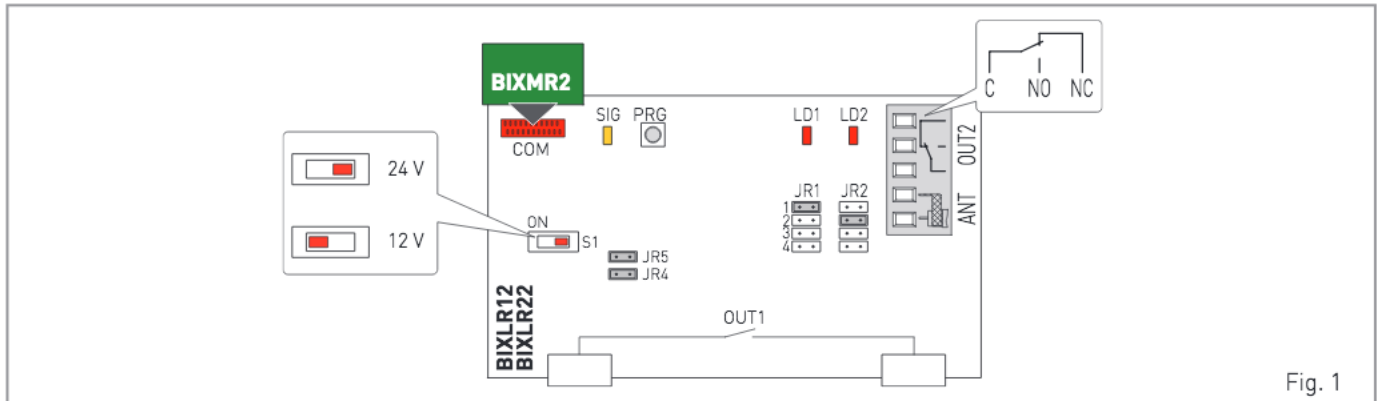 BIXMR2
COM
SIG PRG
LD1 LD2
C NO NC
OUT2
ANT
24 V
12 V
ON
S1
JR1 JR2
1
2
3
4
JR5
JR4
BIXLR12
BIXLR22
OUT1
Fig. 1